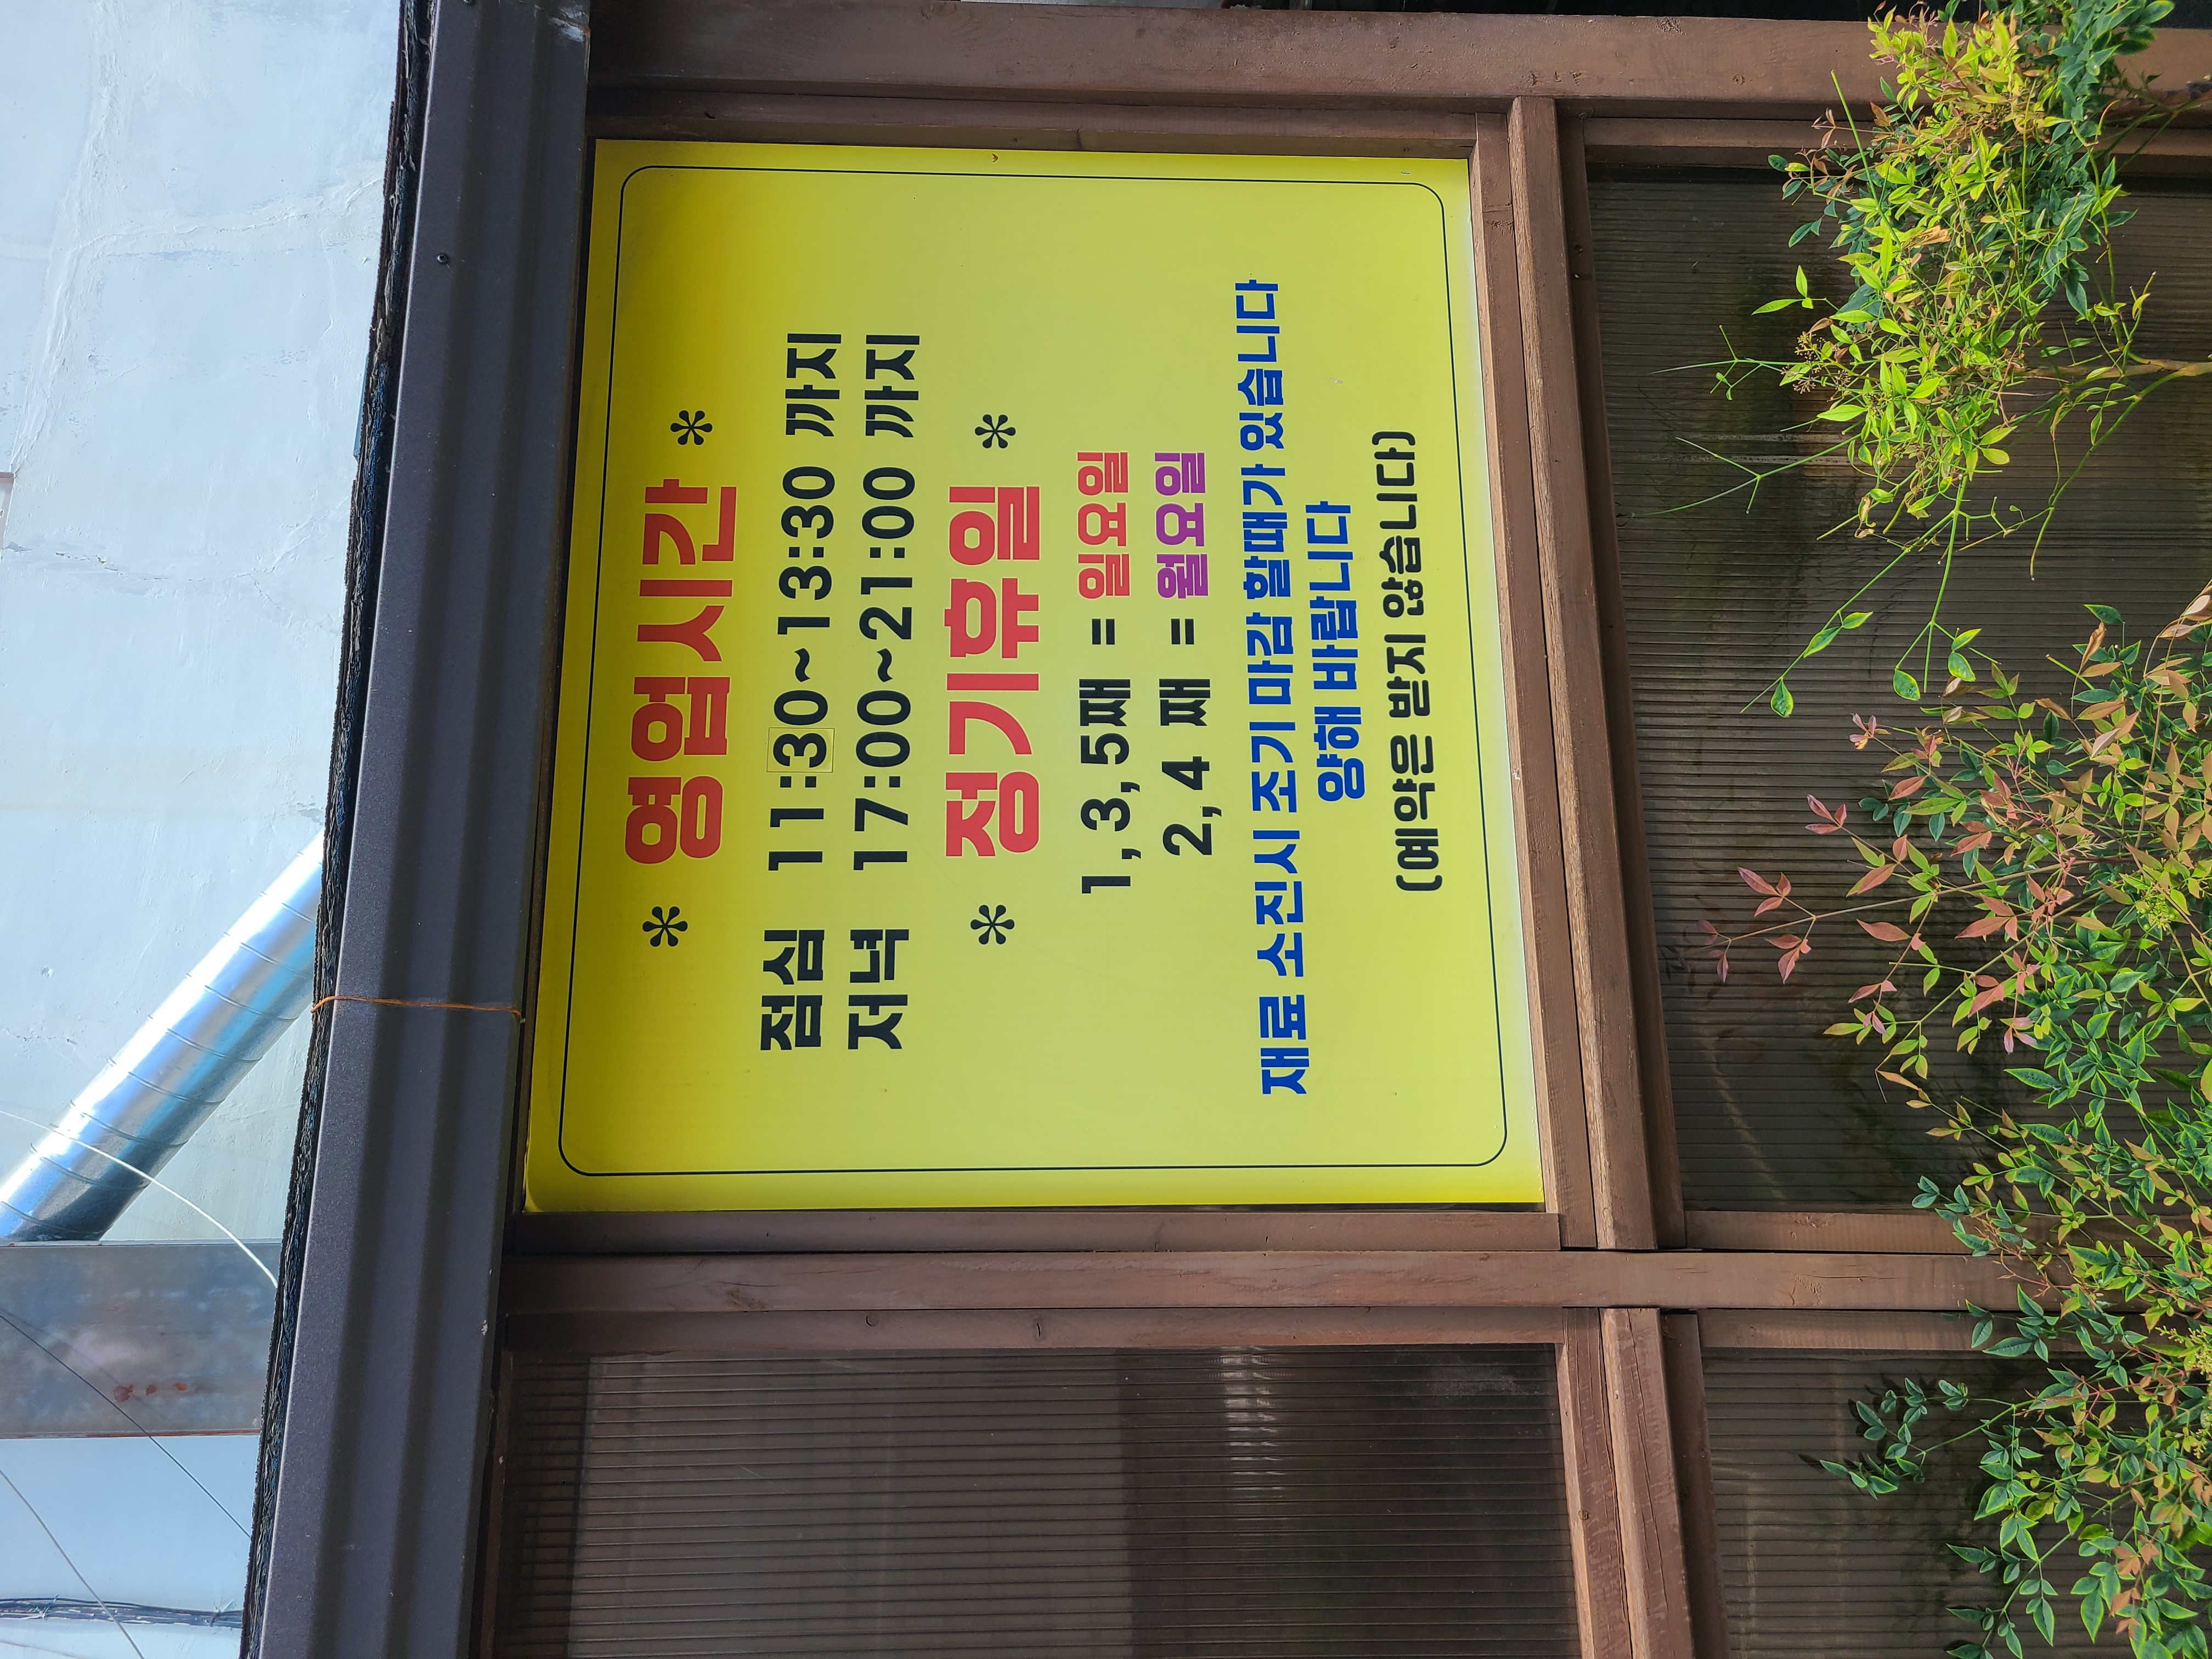 * 영업시간 *
점심 11:30~13:30 까지
저녁 17:00~21:00 까지
* 정기휴일 *
1,3,5째 = 일요일
2,4 째 = 월요일
재료 소진시 조기 마감 할때가 있습니다
양해 바랍니다
(예약은 받지 않습니다)